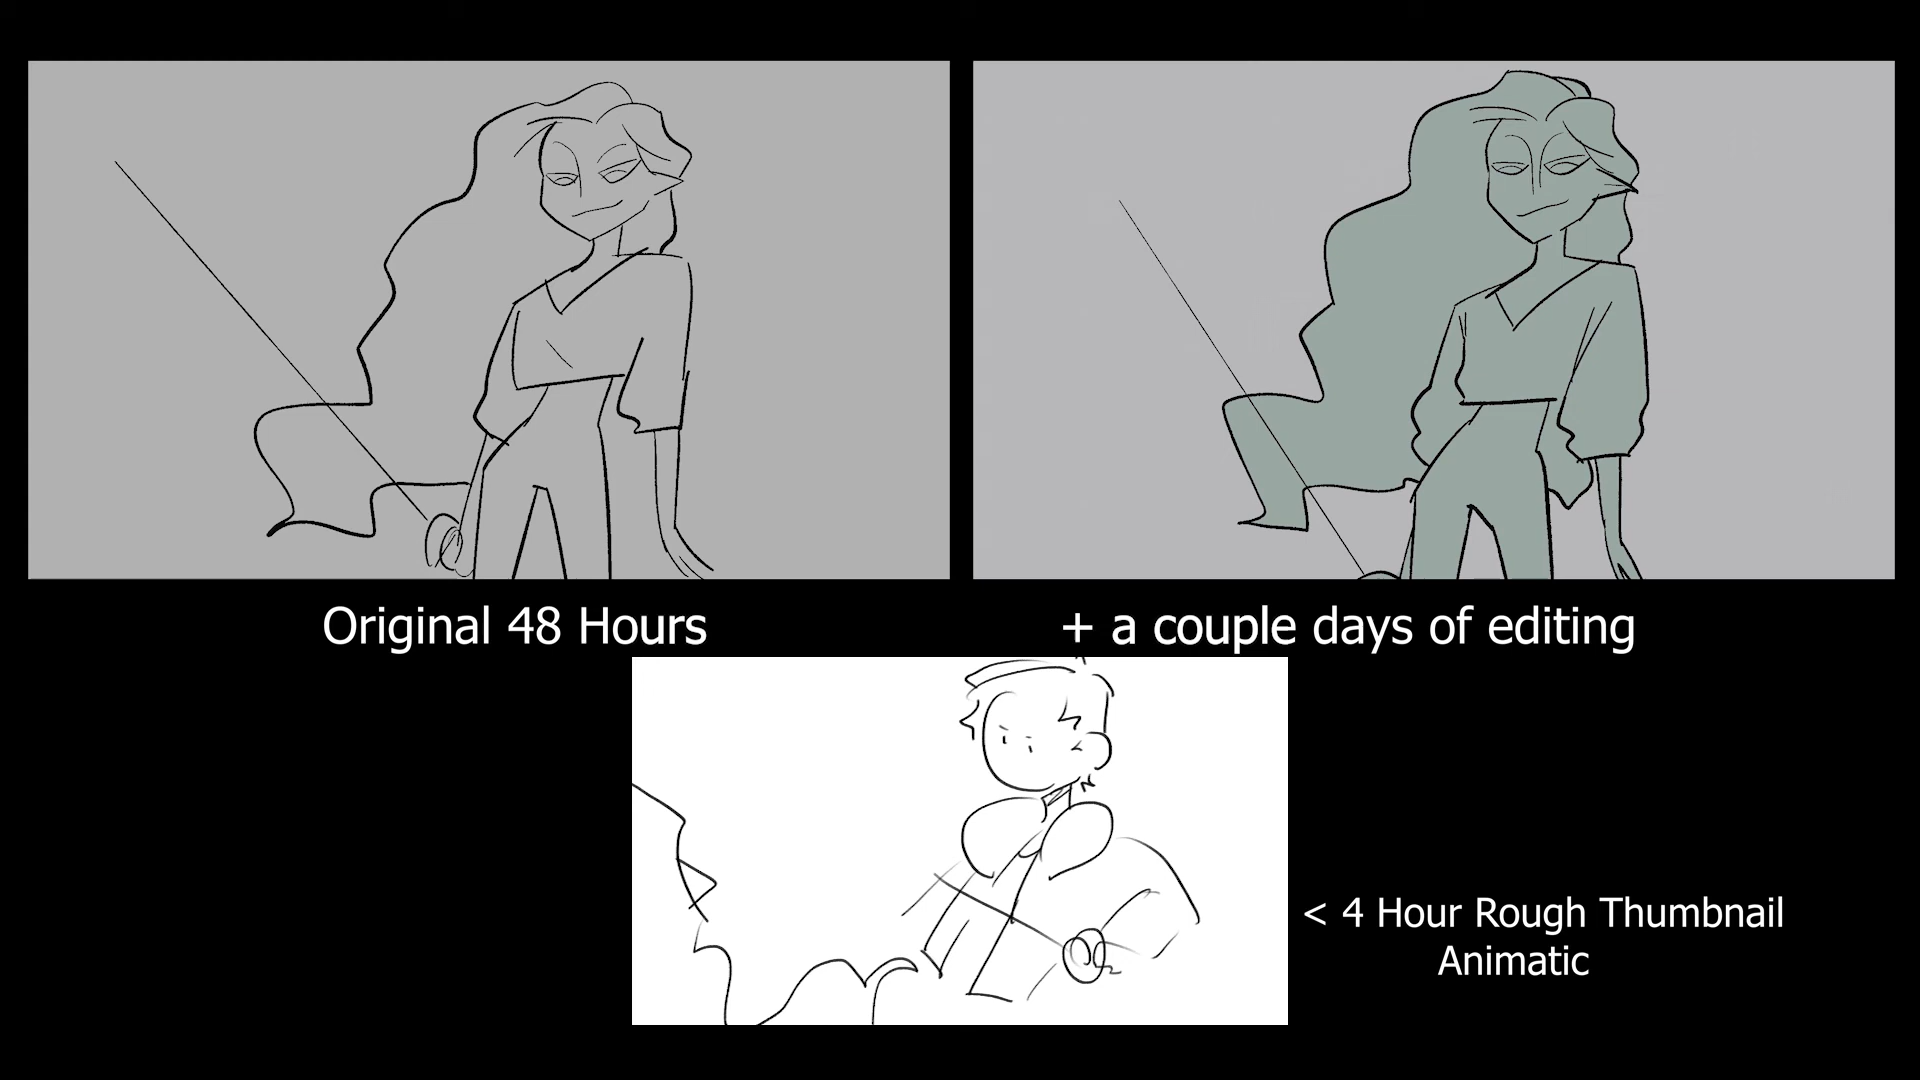 Original 48 Hours
+ a couple days of editing
< 4 Hour Rough Thumbnail
Animatic